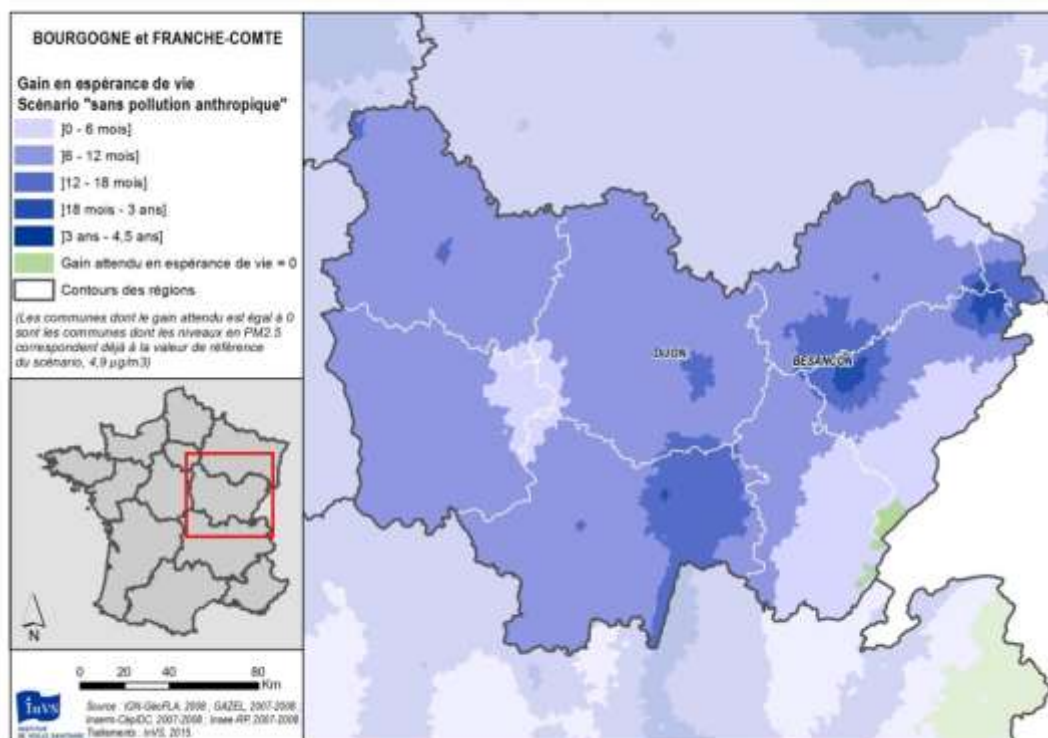 BOURGOGNE et FRANCHE-COMTE
Gain en espérance de vie
Scénario "sans pollution anthropique"
]0 - 6 mois]
]6 - 12 mois]
]12 - 18 mois]
]18 mois - 3 ans]
]3 ans - 4,5 ans]
Gain attendu en espérance de vie = 0
Contours des régions
(Les communes dont le gain attendu est égal à 0
sont les communes dont les niveaux en PM2.5
correspondent déjà à la valeur de référence
du scénario, 4,9 µg/m3)
DIJON
BESANCON
N
0 20 40 80
Km
InVS
INSTITUT
DE VEILLE SANITAIRE
Source : IGN-GéoFLA, 2008 ; GAZEL, 2007-2008
Inserm-CépiDC, 2007-2008 ; Insee RP, 2007-2008
Traitements : InVS, 2015.